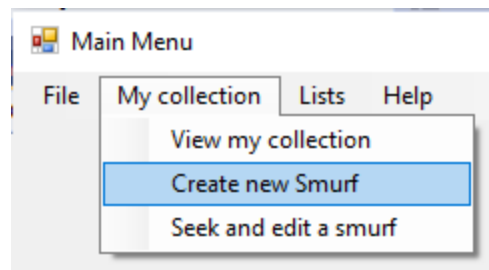 Main Menu
File My collection Lists Help
View my collection
Create new Smurf
Seek and edit a smurf